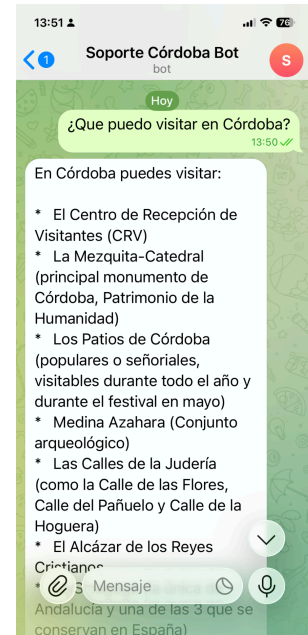 13:51
76
1
Soporte Córdoba Bot
bot
S
Hoy
¿Que puedo visitar en Córdoba?
13:50
En Córdoba puedes visitar:
* El Centro de Recepción de
Visitantes (CRV)
* La Mezquita-Catedral
(principal monumento de
Córdoba, Patrimonio de la
Humanidad)
* Los Patios de Córdoba
(populares o señoriales,
visitables durante todo el año y
durante el festival en mayo)
* Medina Azahara (Conjunto
arqueológico)
* Las Calles de la Judería
(como la Calle de las Flores,
Calle del Pañuelo y Calle de la
Hoguera)
* El Alcázar de los Reyes
Cristianos
Mensaje
Andalucía y una de las 3 que se
conservan en España)